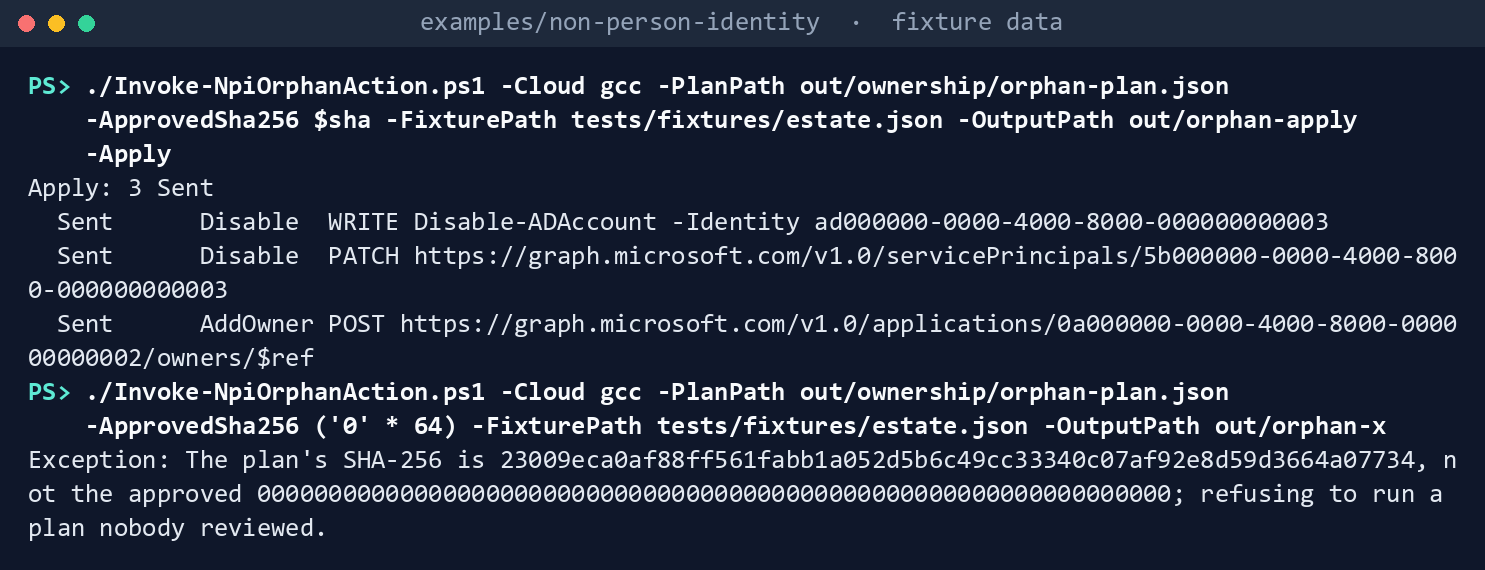 examples/non-person-identity  ·  fixture data
PS> ./Invoke-NpiOrphanAction.ps1 -Cloud gcc -PlanPath out/ownership/orphan-plan.json
    -ApprovedSha256 $sha -FixturePath tests/fixtures/estate.json -OutputPath out/orphan-apply
    -Apply
Apply: 3 Sent
  Sent      Disable  WRITE Disable-ADAccount -Identity ad000000-0000-4000-8000-000000000003
  Sent      Disable  PATCH https://graph.microsoft.com/v1.0/servicePrincipals/5b000000-0000-4000-800
0-000000000003
  Sent      AddOwner POST https://graph.microsoft.com/v1.0/applications/0a000000-0000-4000-8000-0000
00000002/owners/$ref
PS> ./Invoke-NpiOrphanAction.ps1 -Cloud gcc -PlanPath out/ownership/orphan-plan.json
    -ApprovedSha256 ('0' * 64) -FixturePath tests/fixtures/estate.json -OutputPath out/orphan-x
Exception: The plan's SHA-256 is 23009eca0af88ff561fabb1a052d5b6c49cc33340c07af92e8d59d3664a07734, n
ot the approved 0000000000000000000000000000000000000000000000000000000000000000; refusing to run a
plan nobody reviewed.